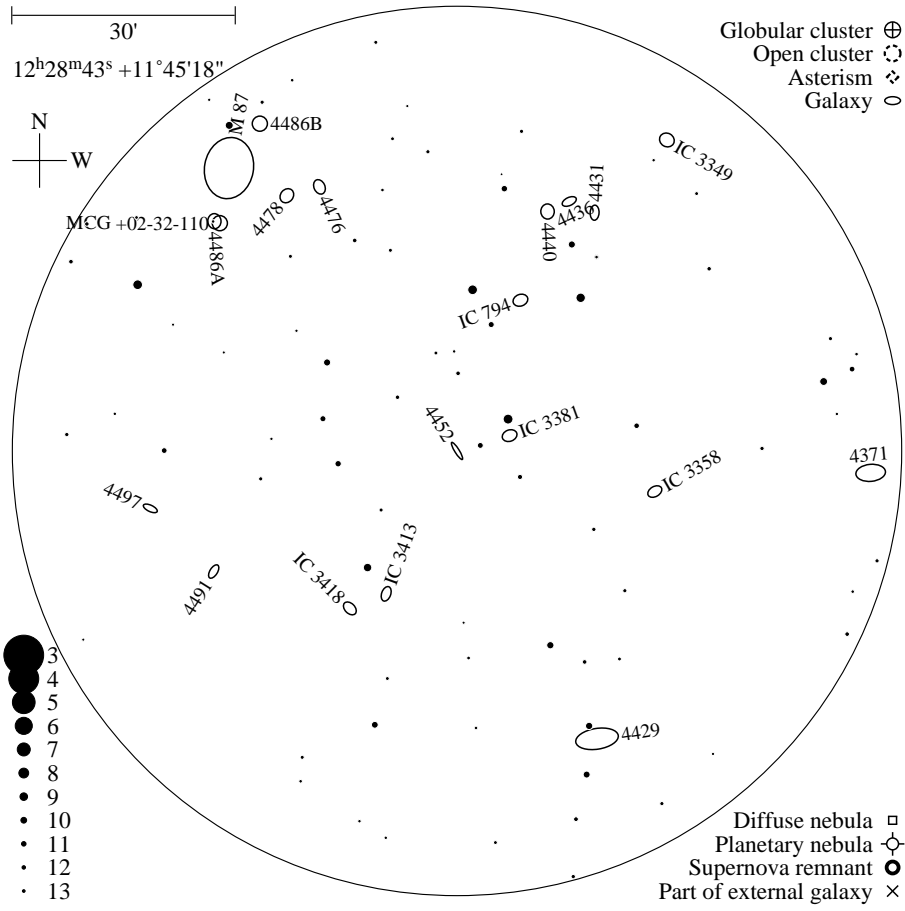 30'
12h28m43s +11°45'18"
N
W
Globular cluster
Open cluster
Asterism
Galaxy
M 87
4486B
IC 3349
4431
4436
4440
4478
4476
MCG +02-32-110
4486A
IC 794
4452
IC 3381
4371
IC 3358
4497
4491
IC 3418
IC 3413
4429
3
4
5
6
7
8
9
10
11
12
13
Diffuse nebula
Planetary nebula
Supernova remnant
Part of external galaxy